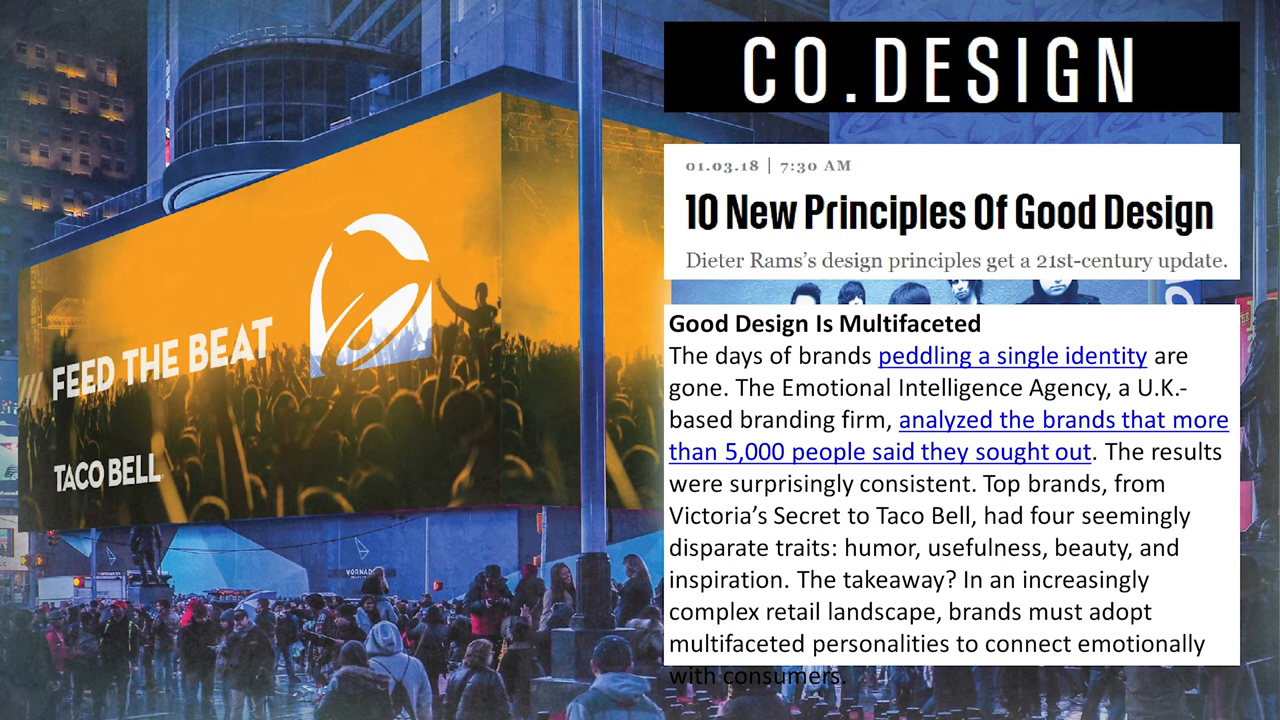 CO.DESIGN
01.03.18 | 7:30 AM
10 New Principles Of Good Design
Dieter Rams's design principles get a 21st-century update.
Good Design Is Multifaceted
The days of brands peddling a single identity are
gone. The Emotional Intelligence Agency, a U.K.-
based branding firm, analyzed the brands that more
than 5,000 people said they sought out. The results
were surprisingly consistent. Top brands, from
Victoria’s Secret to Taco Bell, had four seemingly
disparate traits: humor, usefulness, beauty, and
inspiration. The takeaway? In an increasingly
complex retail landscape, brands must adopt
multifaceted personalities to connect emotionally
with consumers.
/// FEED THE BEAT
TACO BELL
VORNADO